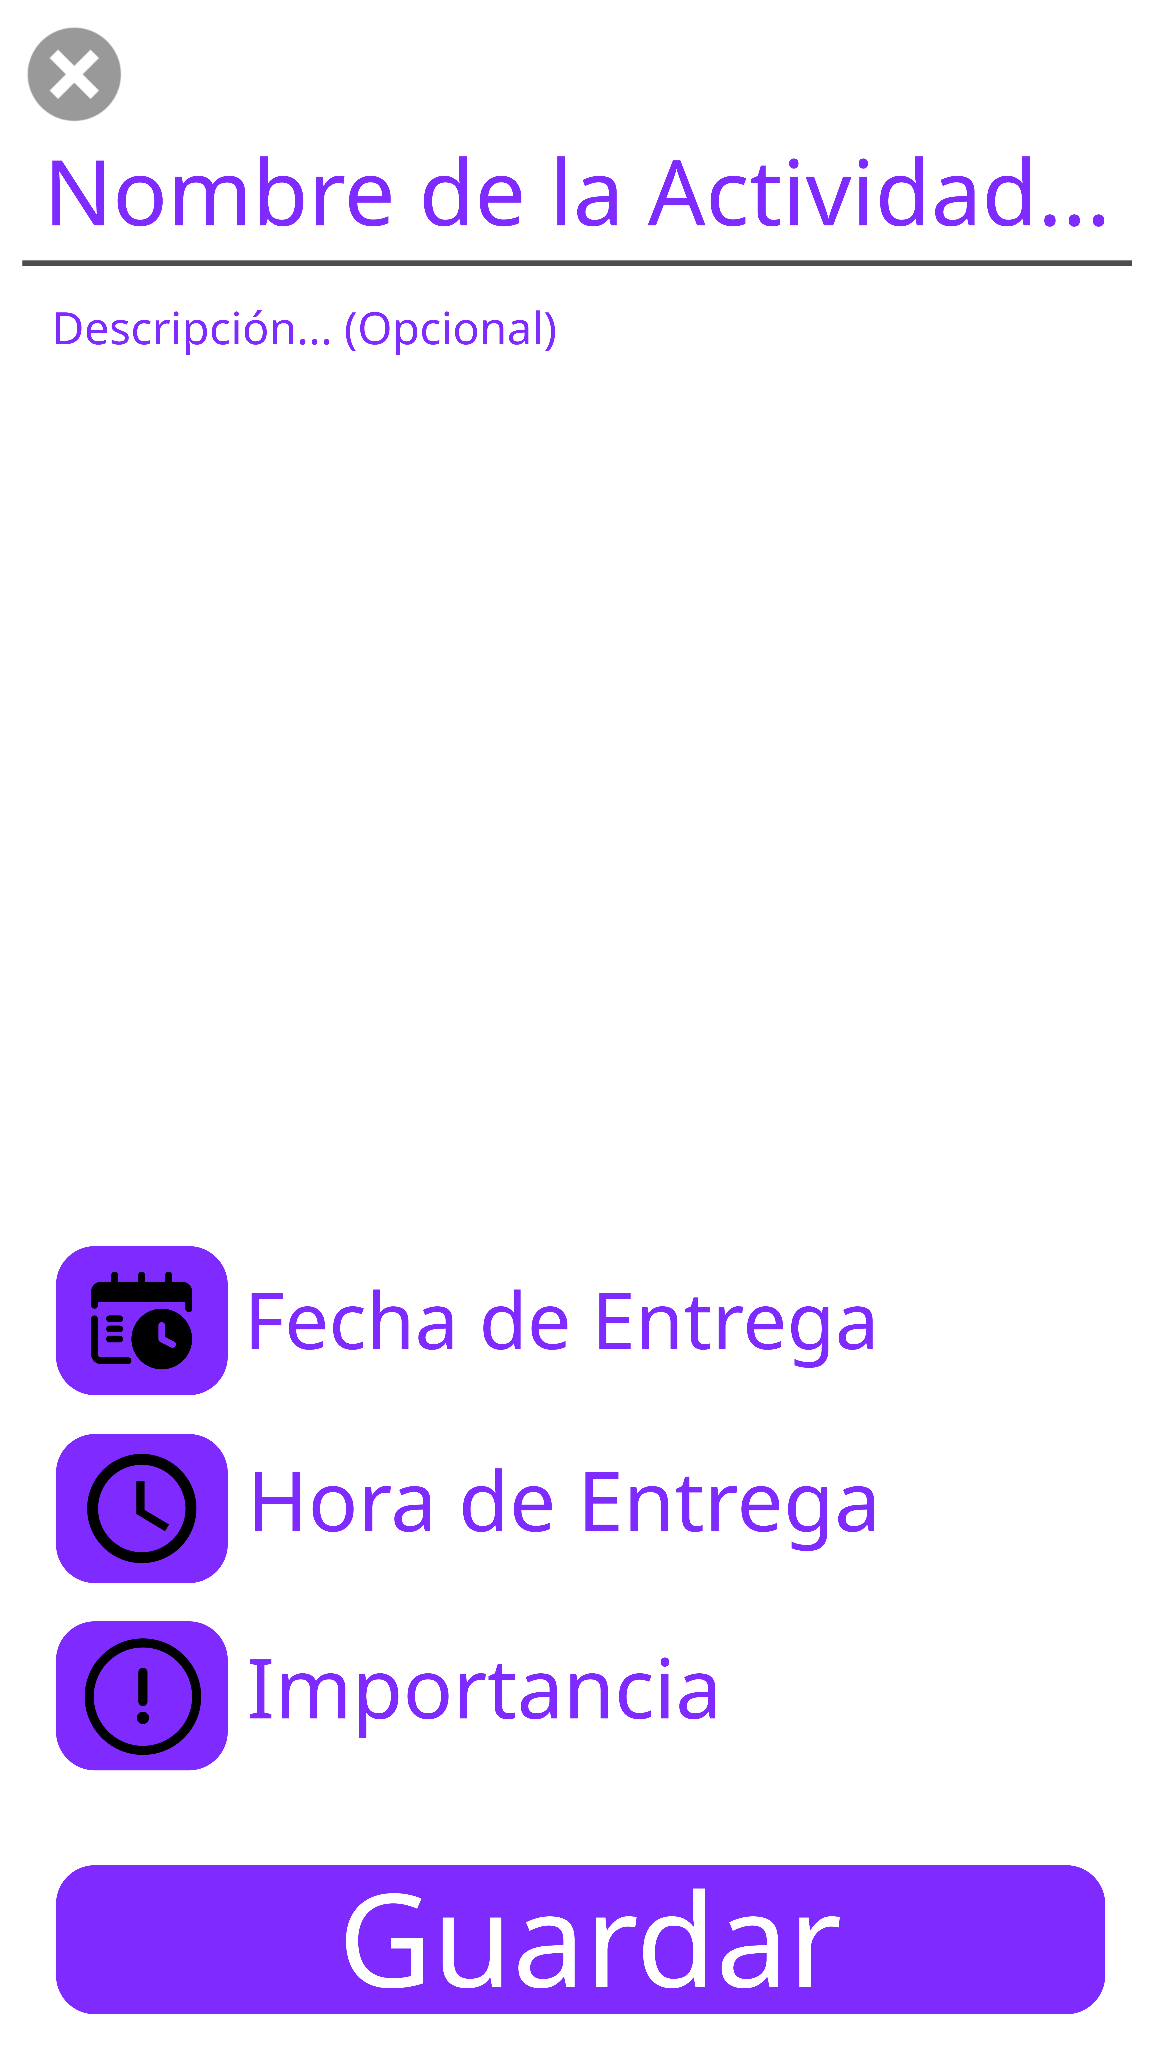 Nombre de la Actividad...
Descripción... (Opcional)
Fecha de Entrega
Hora de Entrega
Importancia
Guardar